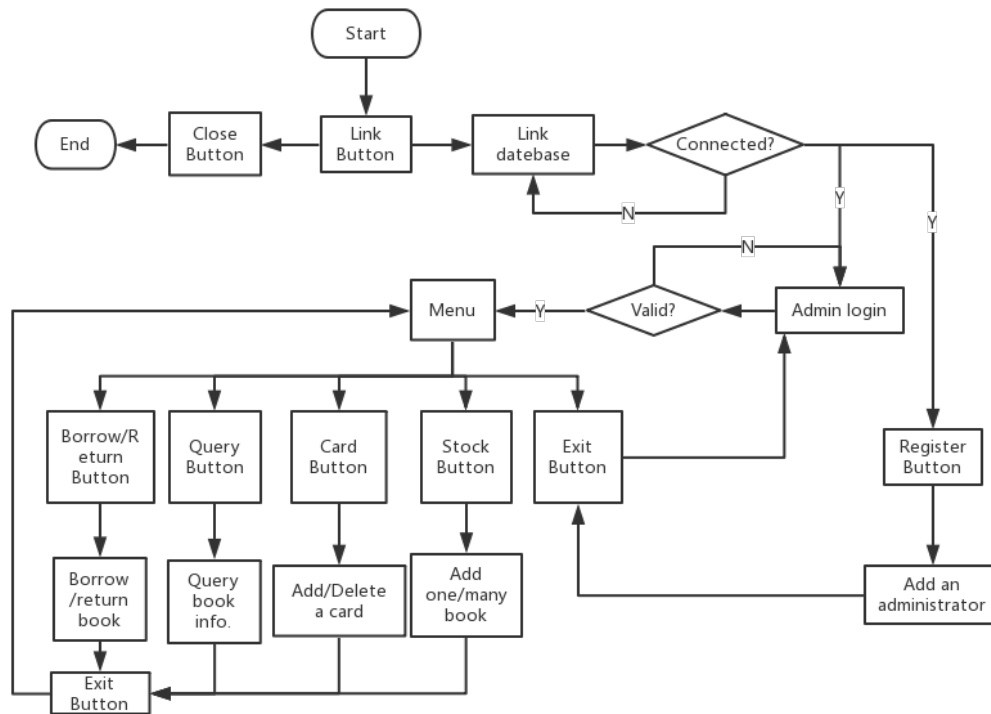 Start
End
Close
Button
Link
Button
Link
datebase
Connected?
N
Y
Y
N
Menu
Y
Valid?
Admin login
Borrow/R
eturn
Button
Query
Button
Card
Button
Stock
Button
Exit
Button
Register
Button
Borrow
/return
book
Query
book
info.
Add/Delete
a card
Add
one/many
book
Add an
administrator
Exit
Button